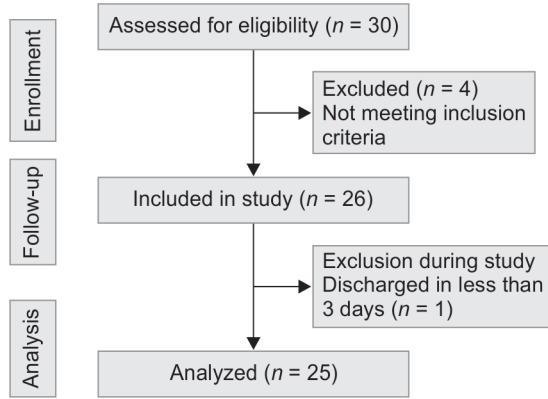 Enrollment
Assessed for eligibility (n = 30)
Excluded (n = 4)
Not meeting inclusion
criteria
Follow-up
Included in study (n = 26)
Exclusion during study
Discharged in less than
3 days (n = 1)
Analysis
Analyzed (n = 25)